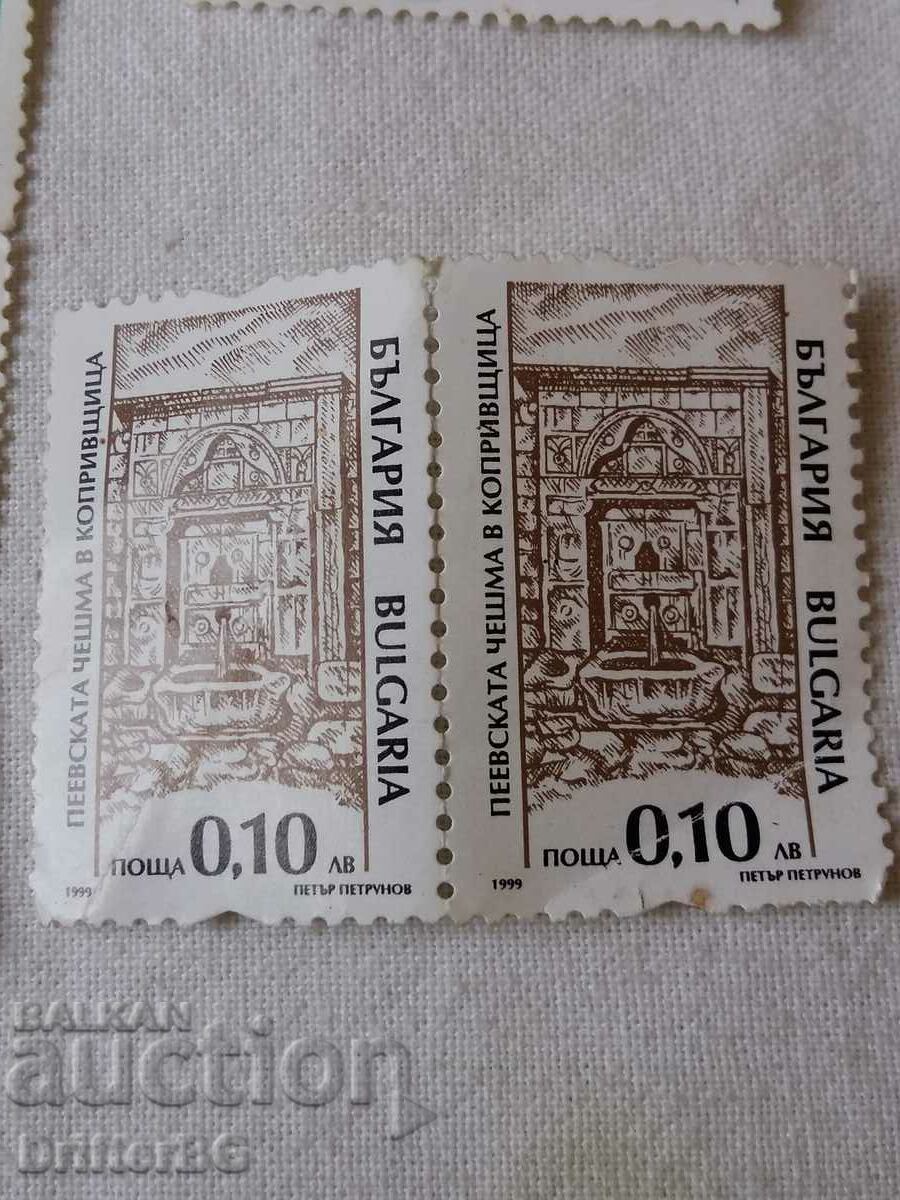 ПЕЕВСКАТА ЧЕШМА В КОПРИВЩИЦА
БЪЛГАРИЯ BULGARIA
ПОЩА 0,10 ЛВ
1999 ПЕТЪР ПЕТРУНОВ
ПЕЕВСКАТА ЧЕШМА В КОПРИВЩИЦА
БЪЛГАРИЯ BULGARIA
ПОЩА 0,10 ЛВ
1999 ПЕТЪР ПЕТРУНОВ
BALKAN
auction
DrifterBG